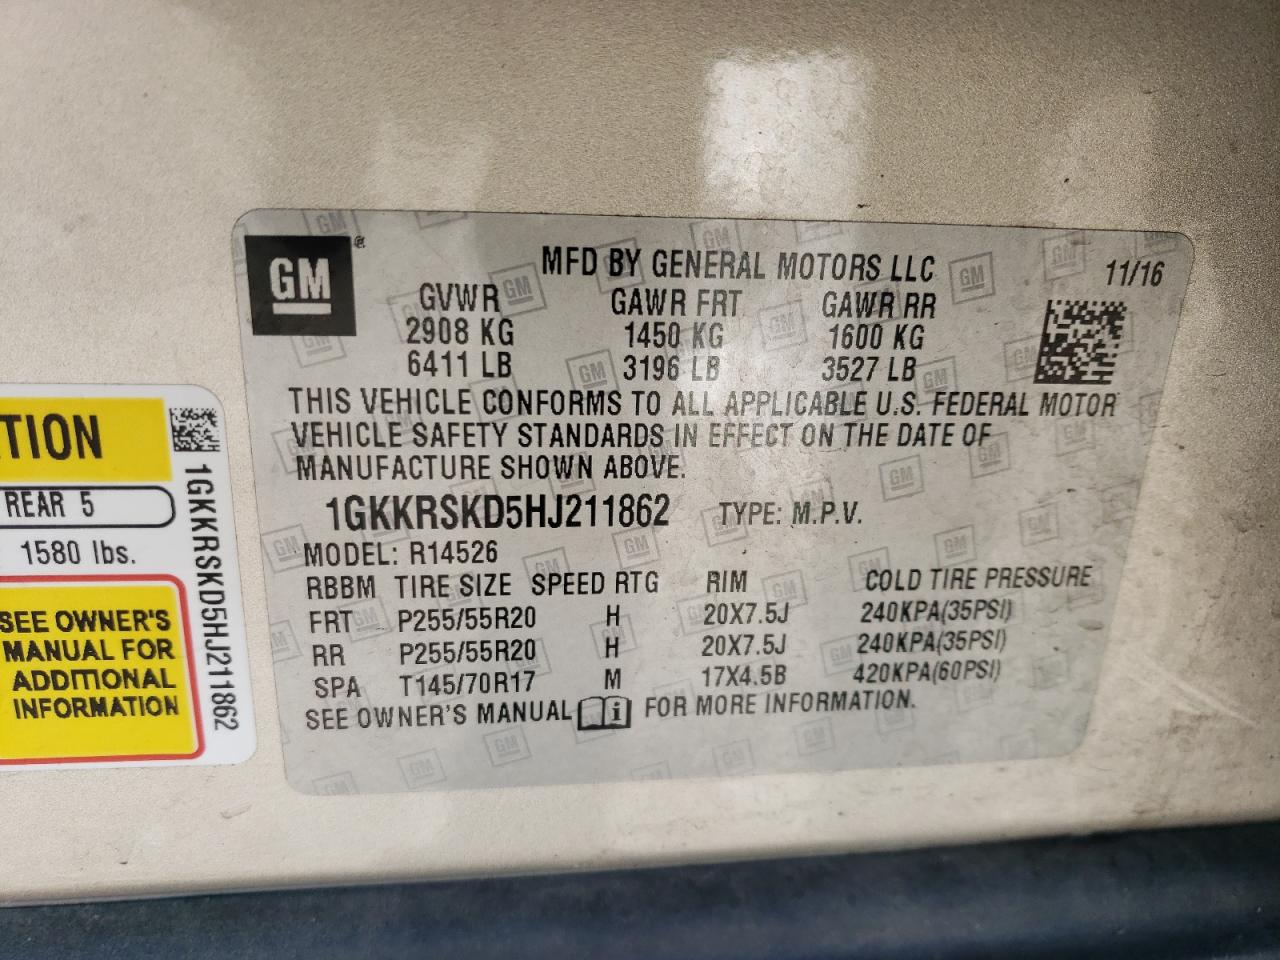 GM
®
MFD BY GENERAL MOTORS LLC
11/16
GVWR GAWR FRT GAWR RR
2908 KG 1450 KG 1600 KG
6411 LB 3196 LB 3527 LB
THIS VEHICLE CONFORMS TO ALL APPLICABLE U.S. FEDERAL MOTOR
VEHICLE SAFETY STANDARDS IN EFFECT ON THE DATE OF
MANUFACTURE SHOWN ABOVE.
1GKKRSKD5HJ211862 TYPE: M.P.V.
MODEL: R14526
RBBM TIRE SIZE SPEED RTG RIM COLD TIRE PRESSURE
FRT P255/55R20 H 20X7.5J 240KPA(35PSI)
RR P255/55R20 H 20X7.5J 240KPA(35PSI)
SPA T145/70R17 M 17X4.5B 420KPA(60PSI)
SEE OWNER'S MANUAL i FOR MORE INFORMATION.
TION
REAR 5
1580 lbs.
SEE OWNER'S
MANUAL FOR
ADDITIONAL
INFORMATION
1GKKRSKD5HJ211862